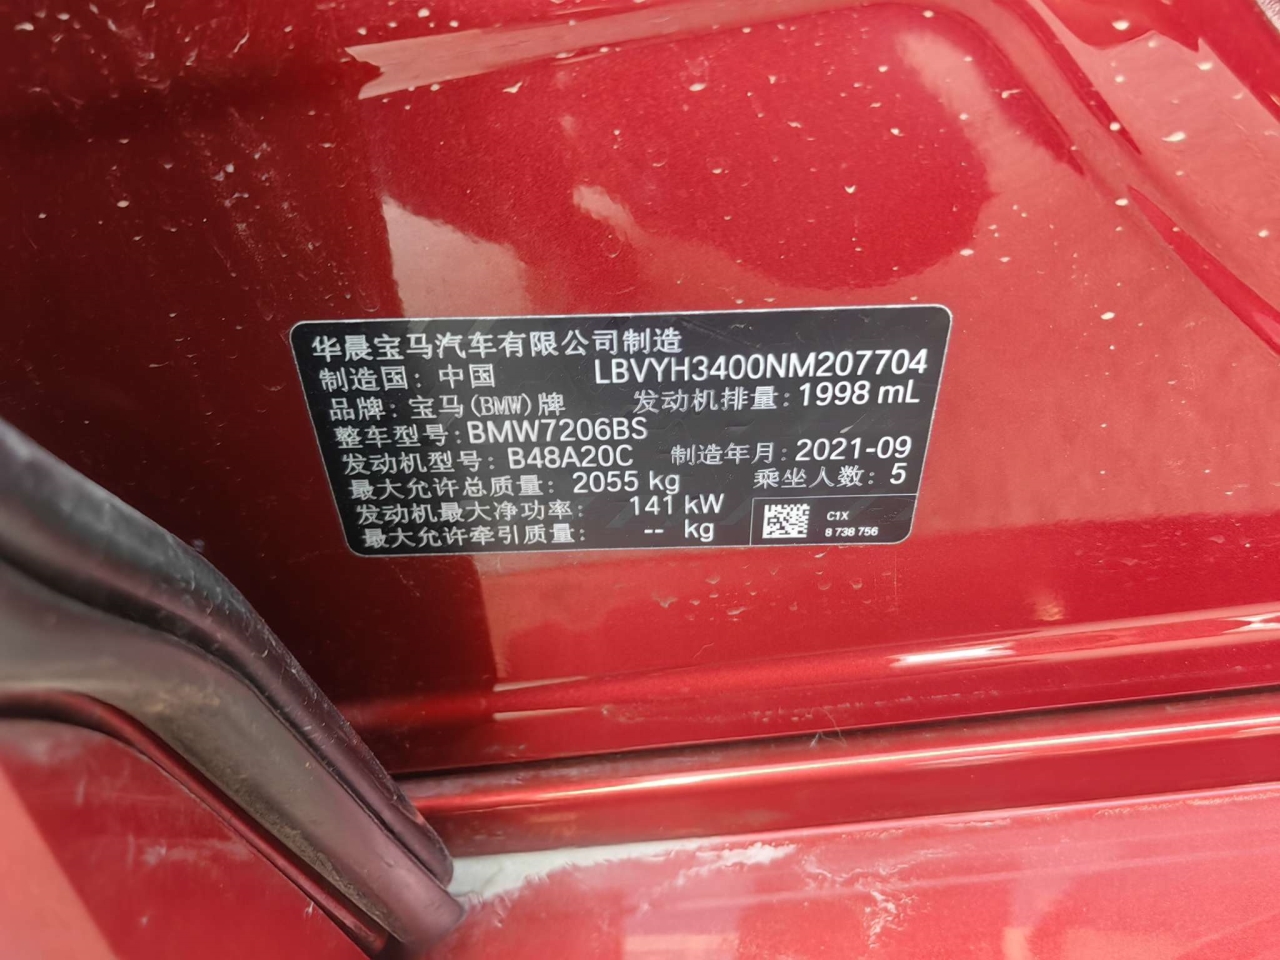 华晨宝马汽车有限公司制造
制造国：中国 LBVYH3400NM207704
品牌：宝马(BMW)牌 发动机排量：1998 mL
整车型号：BMW7206BS
发动机型号：B48A20C 制造年月：2021-09
最大允许总质量：2055 kg 乘坐人数：5
发动机最大净功率：141 kW
最大允许牵引质量：-- kg
C1X
8 738 756